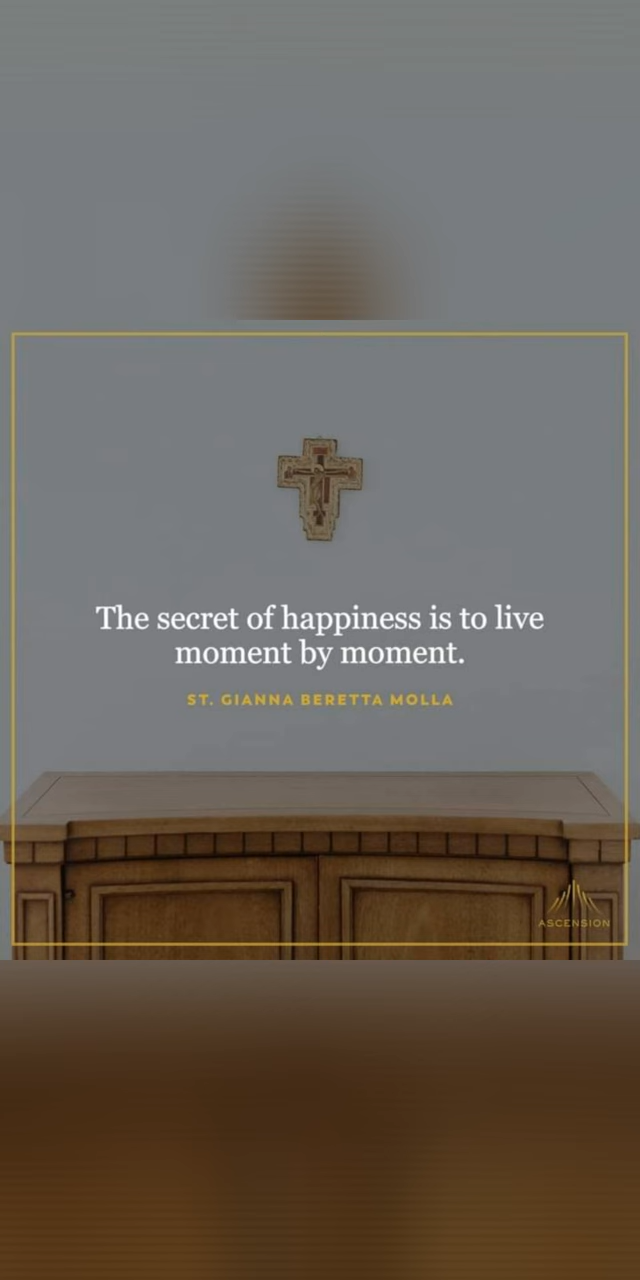 The secret of happiness is to live
moment by moment.
ST. GIANNA BERETTA MOLLA
ASCENSION